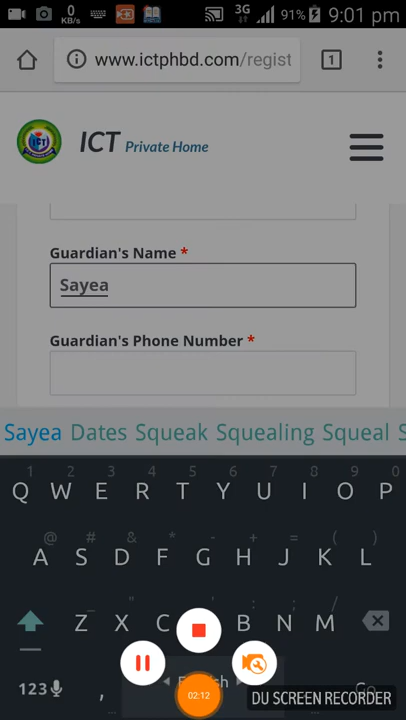 0
KB/s
3G
91%
9:01 pm
www.ictphbd.com/regist
1
ICT Private Home
Guardian's Name *
Sayea
Guardian's Phone Number *
Sayea Dates Squeak Squealing Squeal S
1 2 3 4 5 6 7 8 9 0
Q W E R T Y U I O P
@ # & * - + = ( )
A S D F G H J K L
Z X C B N M
123 , Go
02:12
DU SCREEN RECORDER